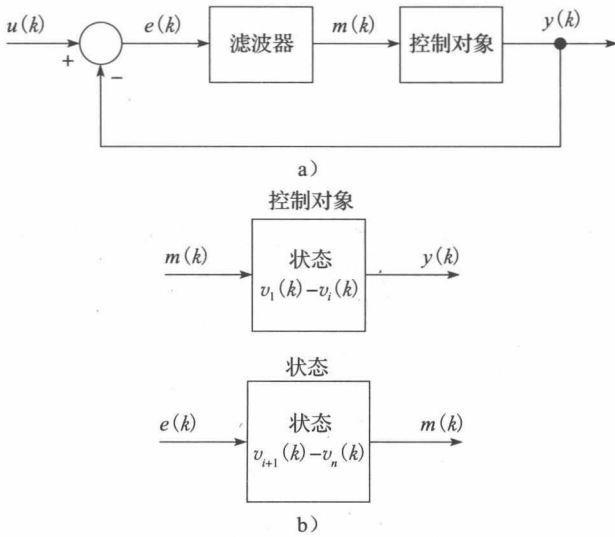 u(k) + − e(k) 滤波器 m(k) 控制对象 y(k)
a)
控制对象
m(k) 状态 y(k)
v₁(k)−vᵢ(k)
状态
e(k) 状态 m(k)
vᵢ₊₁(k)−vₙ(k)
b)